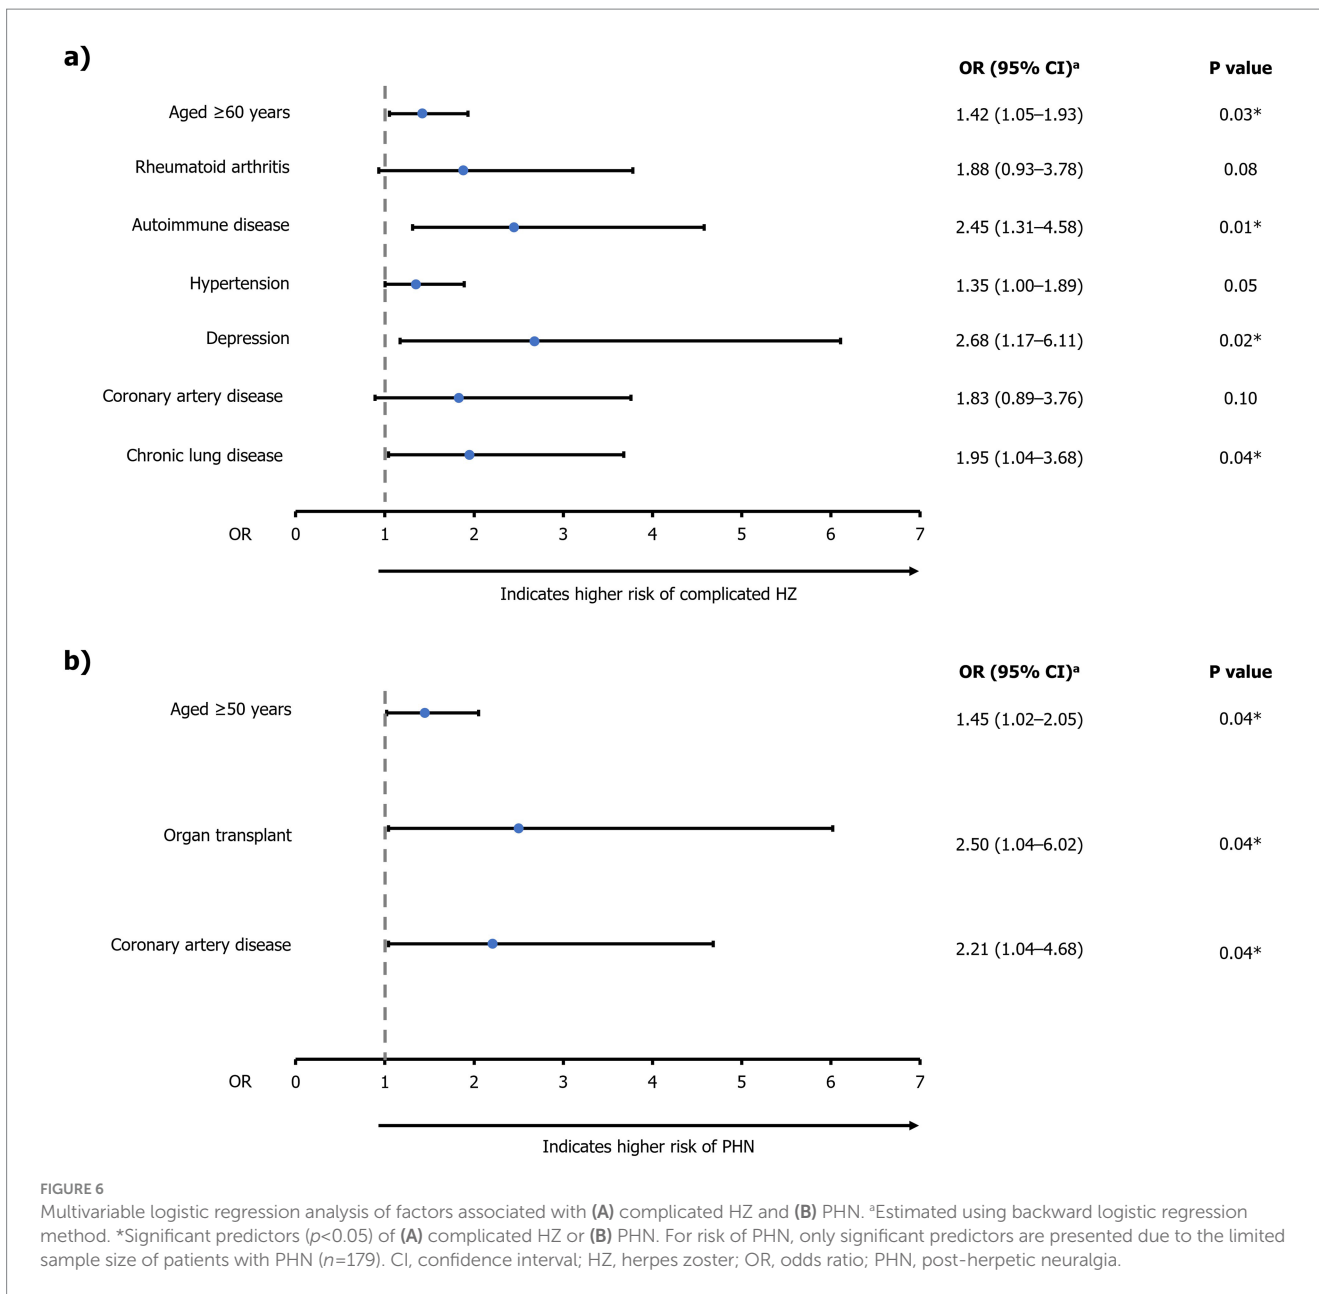 a)
OR (95% CI)ᵃ P value
Aged ≥60 years 1.42 (1.05–1.93) 0.03*
Rheumatoid arthritis 1.88 (0.93–3.78) 0.08
Autoimmune disease 2.45 (1.31–4.58) 0.01*
Hypertension 1.35 (1.00–1.89) 0.05
Depression 2.68 (1.17–6.11) 0.02*
Coronary artery disease 1.83 (0.89–3.76) 0.10
Chronic lung disease 1.95 (1.04–3.68) 0.04*
OR 0 1 2 3 4 5 6 7
Indicates higher risk of complicated HZ
b)
OR (95% CI)ᵃ P value
Aged ≥50 years 1.45 (1.02–2.05) 0.04*
Organ transplant 2.50 (1.04–6.02) 0.04*
Coronary artery disease 2.21 (1.04–4.68) 0.04*
OR 0 1 2 3 4 5 6 7
Indicates higher risk of PHN
FIGURE 6
Multivariable logistic regression analysis of factors associated with (A) complicated HZ and (B) PHN. ᵃEstimated using backward logistic regression
method. *Significant predictors (p<0.05) of (A) complicated HZ or (B) PHN. For risk of PHN, only significant predictors are presented due to the limited
sample size of patients with PHN (n=179). CI, confidence interval; HZ, herpes zoster; OR, odds ratio; PHN, post-herpetic neuralgia.